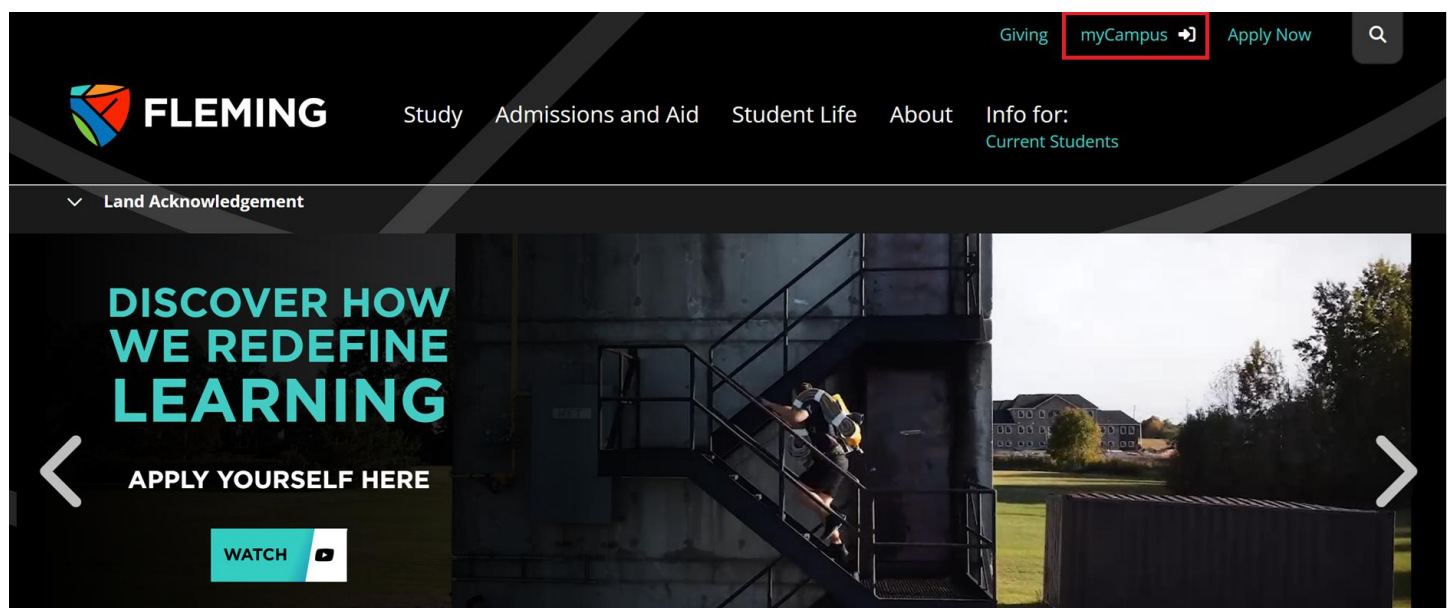 Giving myCampus Apply Now
FLEMING
Study Admissions and Aid Student Life About Info for:
Current Students
Land Acknowledgement
DISCOVER HOW
WE REDEFINE
LEARNING
APPLY YOURSELF HERE
WATCH